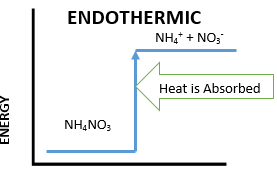 ENDOTHERMIC
NH₄⁺ + NO₃⁻
Heat is Absorbed
NH₄NO₃
ENERGY